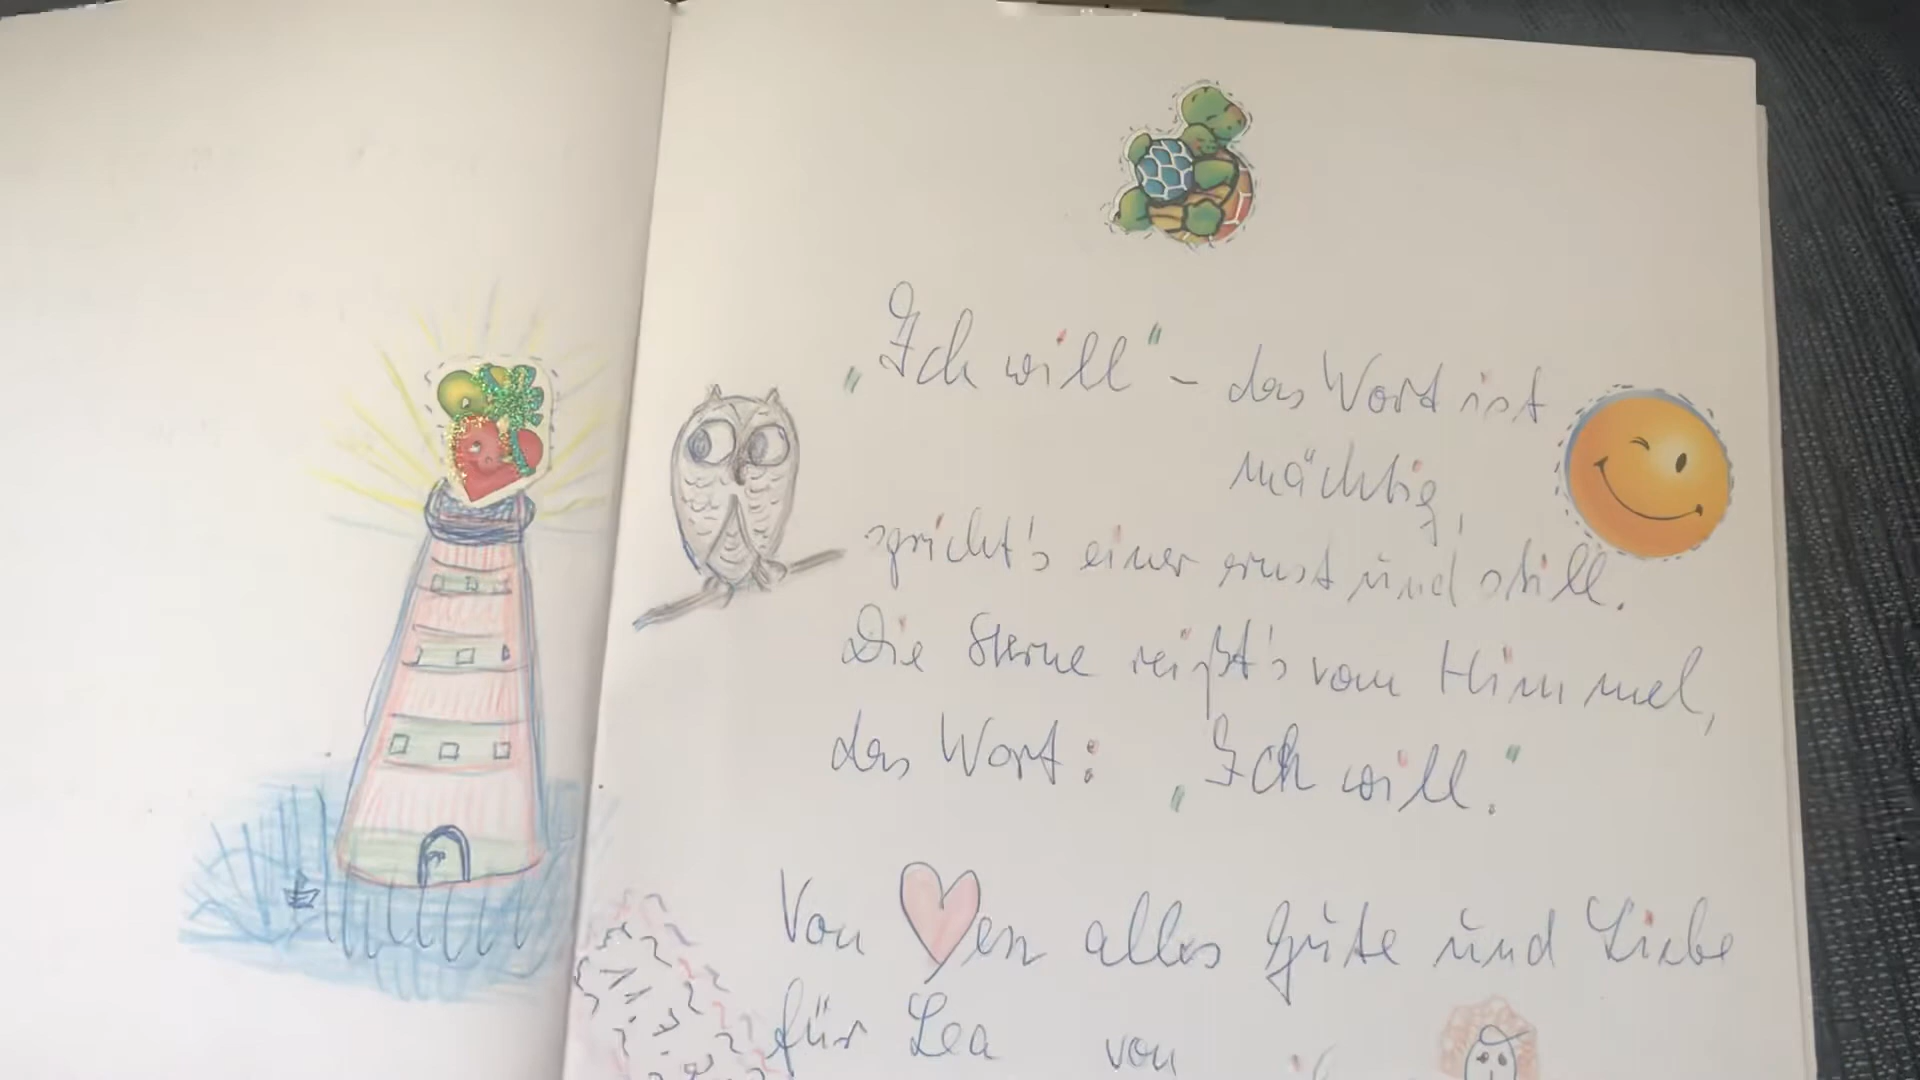 „Ich will" - das Wort ist
mächtig,
spricht's einer ernst und still.
Die Sterne reißt's vom Himmel,
das Wort: „Ich will."
Von en alles Gute und Liebe
für Lea von